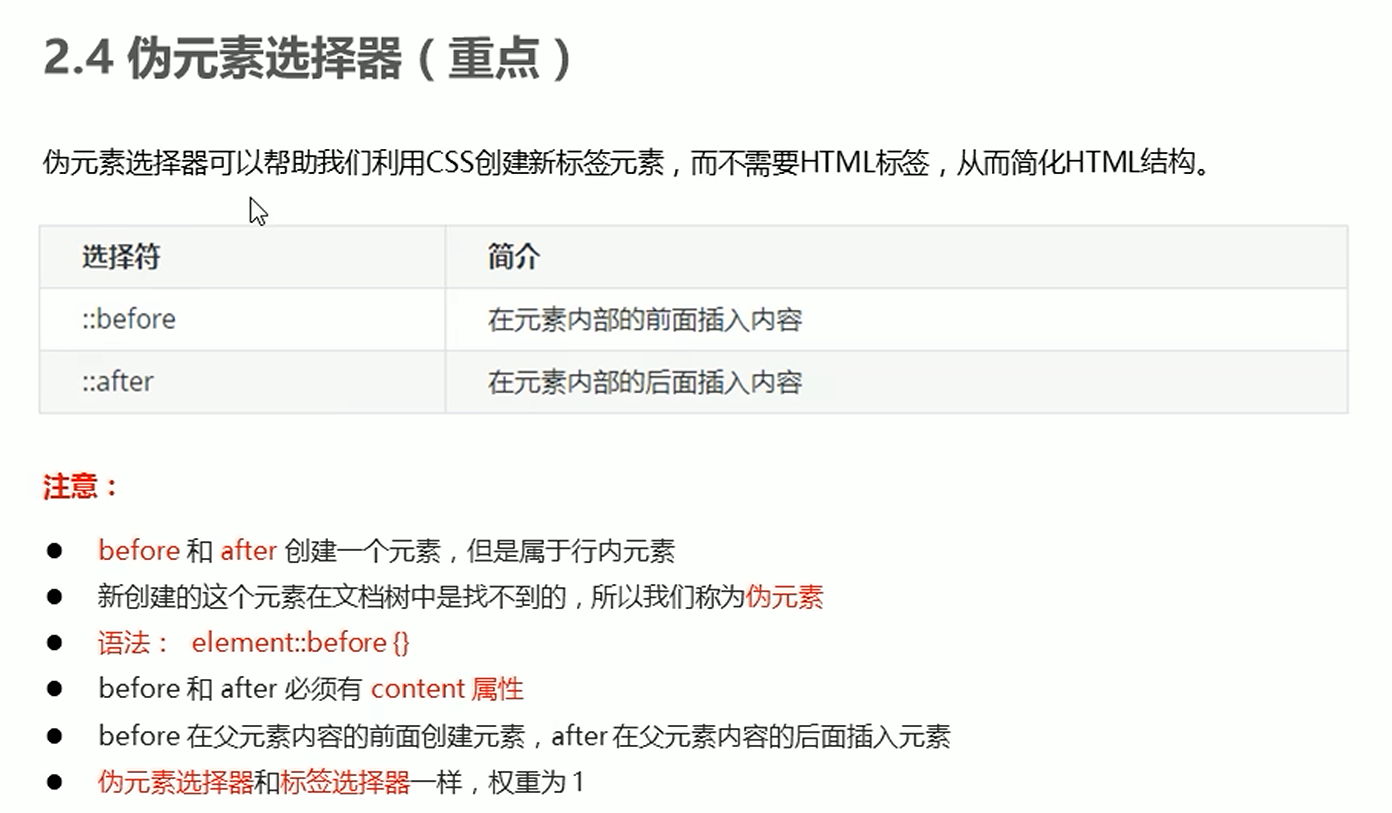 2.4 伪元素选择器（重点）
伪元素选择器可以帮助我们利用CSS创建新标签元素，而不需要HTML标签，从而简化HTML结构。
选择符 简介
::before 在元素内部的前面插入内容
::after 在元素内部的后面插入内容
注意：
● before 和 after 创建一个元素，但是属于行内元素
● 新创建的这个元素在文档树中是找不到的，所以我们称为伪元素
● 语法： element::before {}
● before 和 after 必须有 content 属性
● before 在父元素内容的前面创建元素，after 在父元素内容的后面插入元素
● 伪元素选择器和标签选择器一样，权重为 1